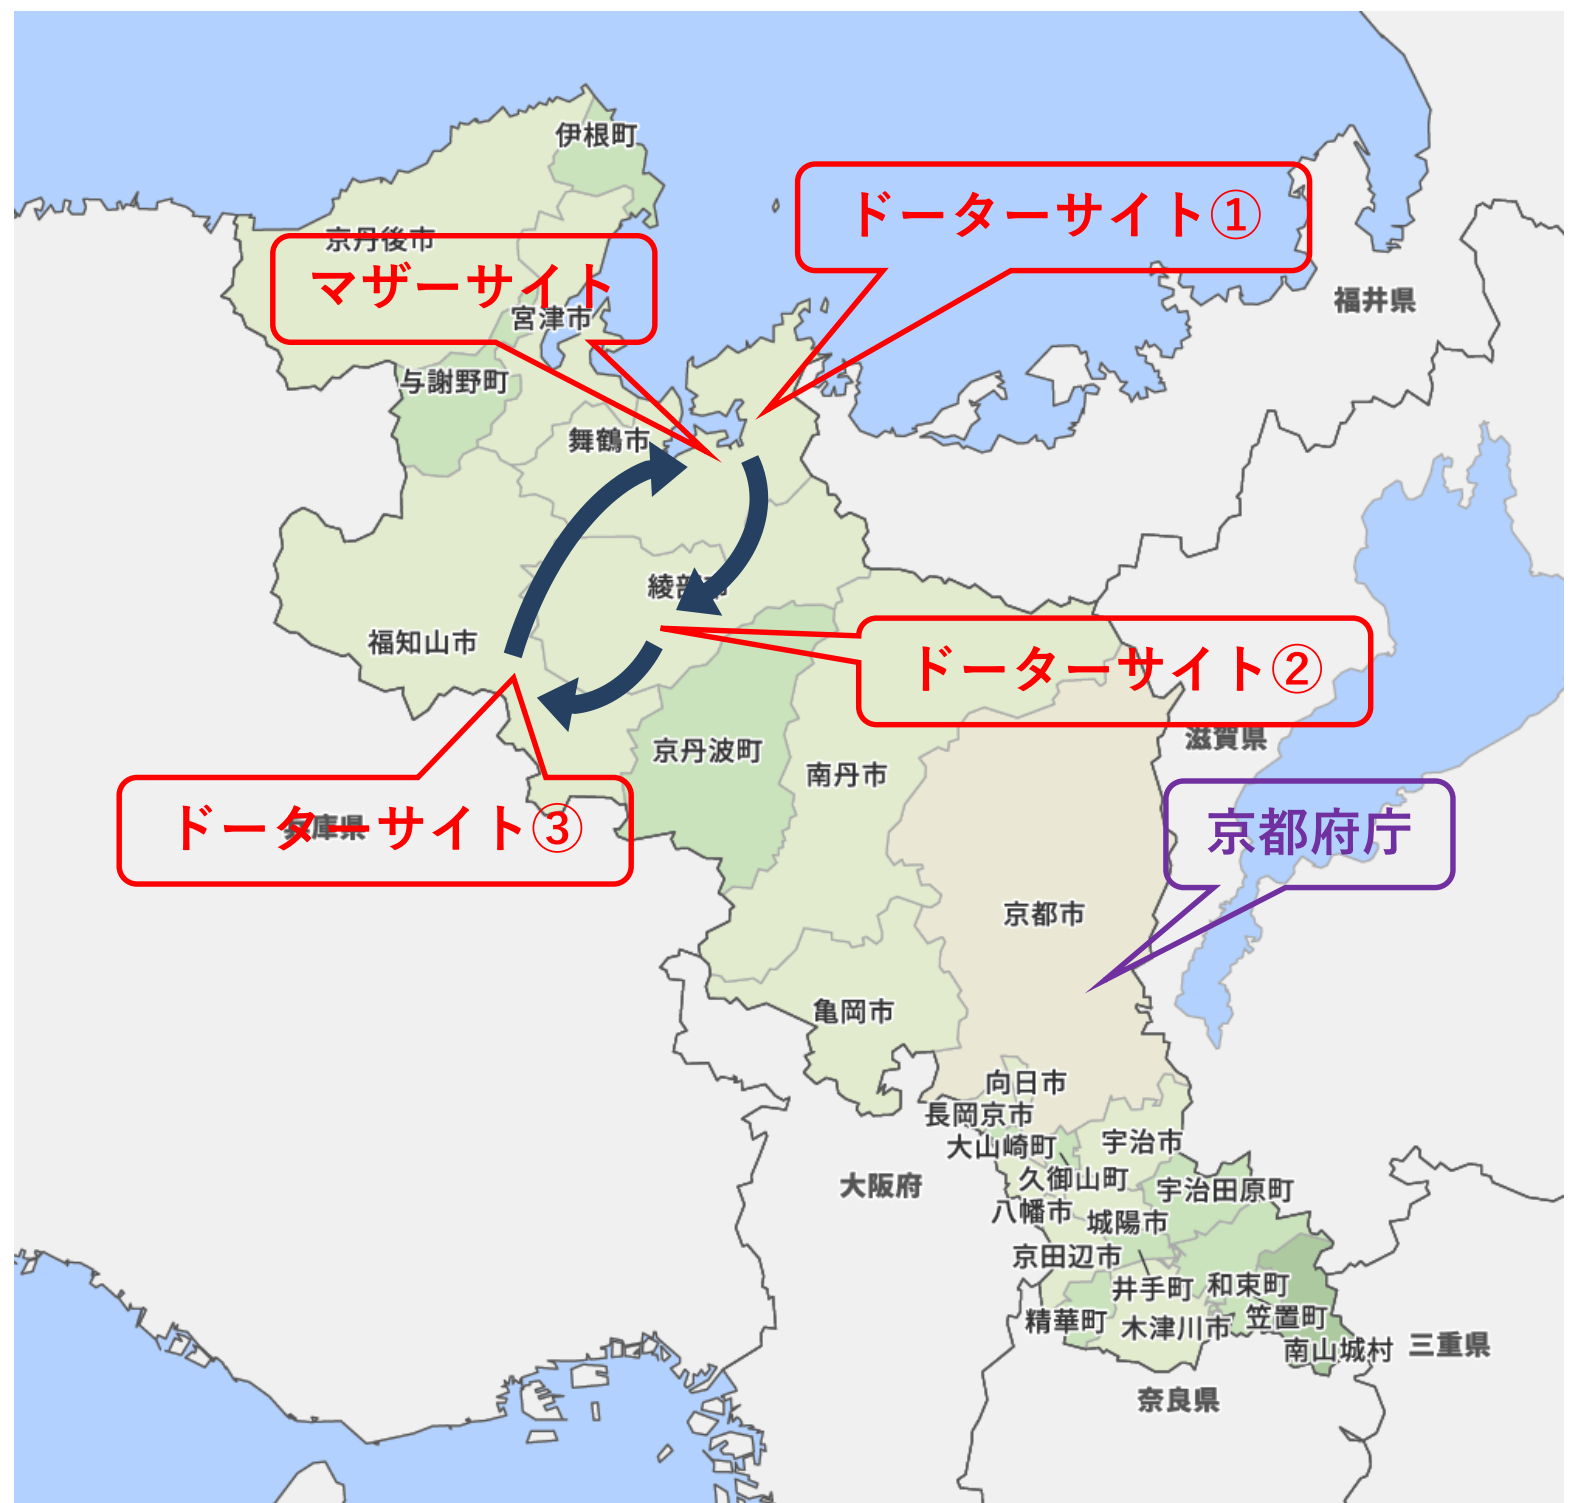 伊根町
ドーターサイト①
京丹後市
マザーサイト
福井県
宮津市
与謝野町
舞鶴市
綾部市
福知山市
ドーターサイト②
滋賀県
京丹波町
南丹市
ドーターサイト③
兵庫県
京都府庁
京都市
亀岡市
向日市
長岡京市
大山崎町
宇治市
久御山町
大阪府
宇治田原町
八幡市
城陽市
京田辺市
井手町
和束町
精華町
木津川市
笠置町
南山城村
三重県
奈良県